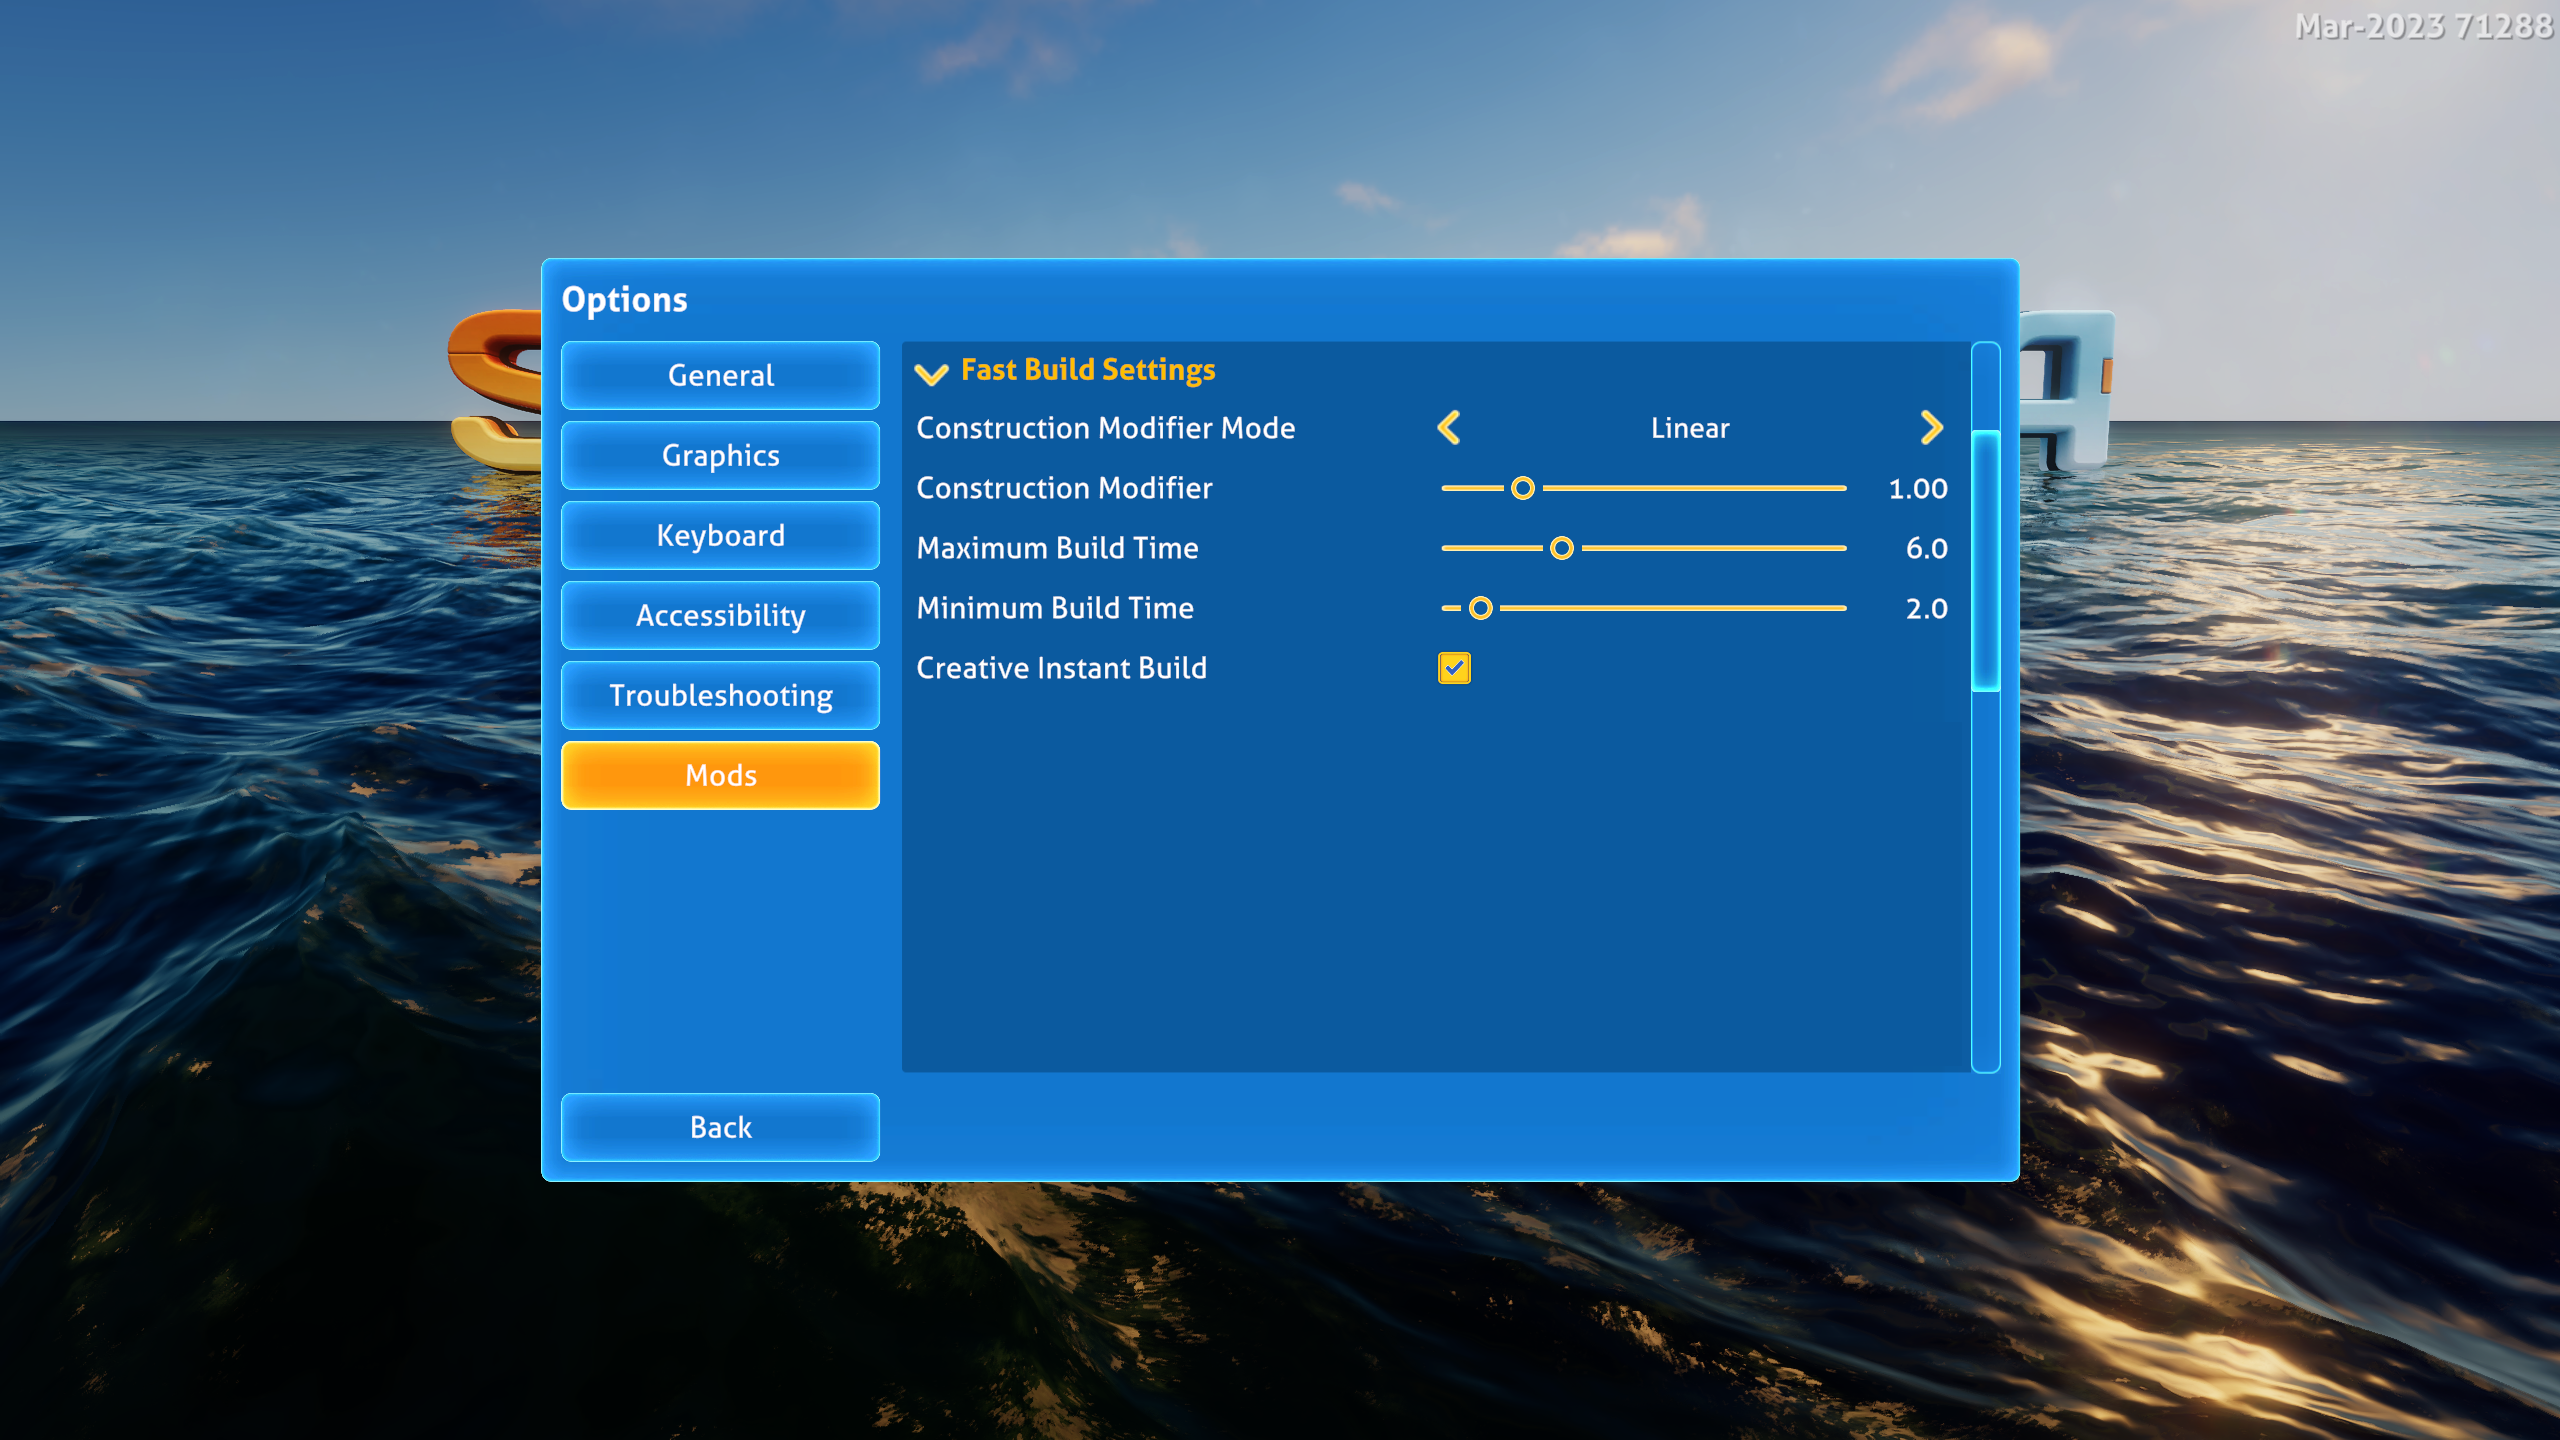 Mar-2023 71288
Options
General
Graphics
Keyboard
Accessibility
Troubleshooting
Mods
Back
Fast Build Settings
Construction Modifier Mode Linear
Construction Modifier 1.00
Maximum Build Time 6.0
Minimum Build Time 2.0
Creative Instant Build